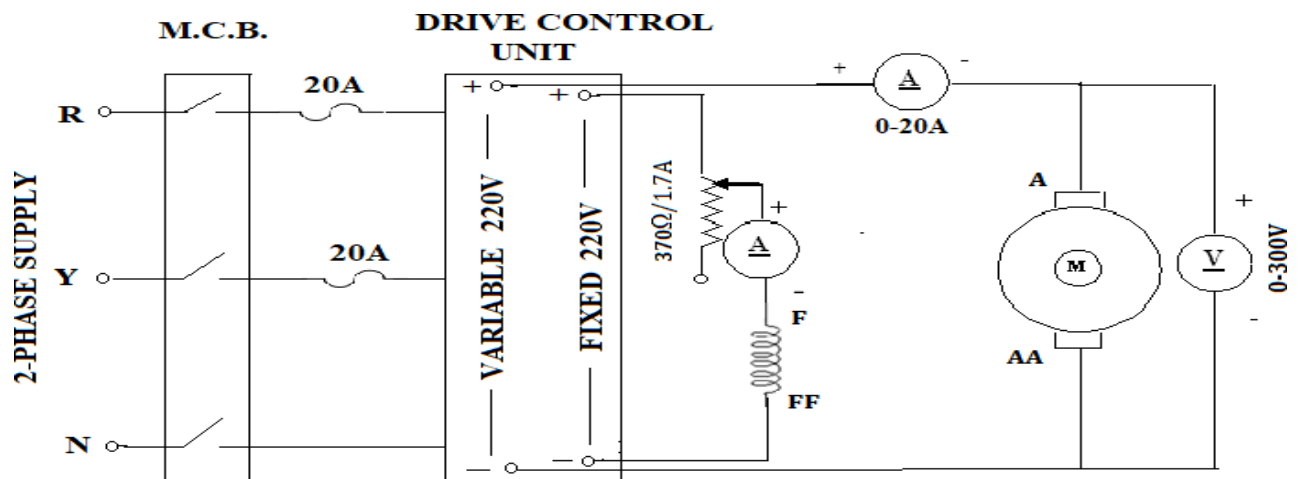 M.C.B.
DRIVE CONTROL
UNIT
20A
R
+
+
+
-
A
0-20A
2-PHASE SUPPLY
VARIABLE 220V
FIXED 220V
370Ω/1.7A
+
A
-
A
M
AA
+
V
-
0-300V
Y
20A
F
FF
N
-
-